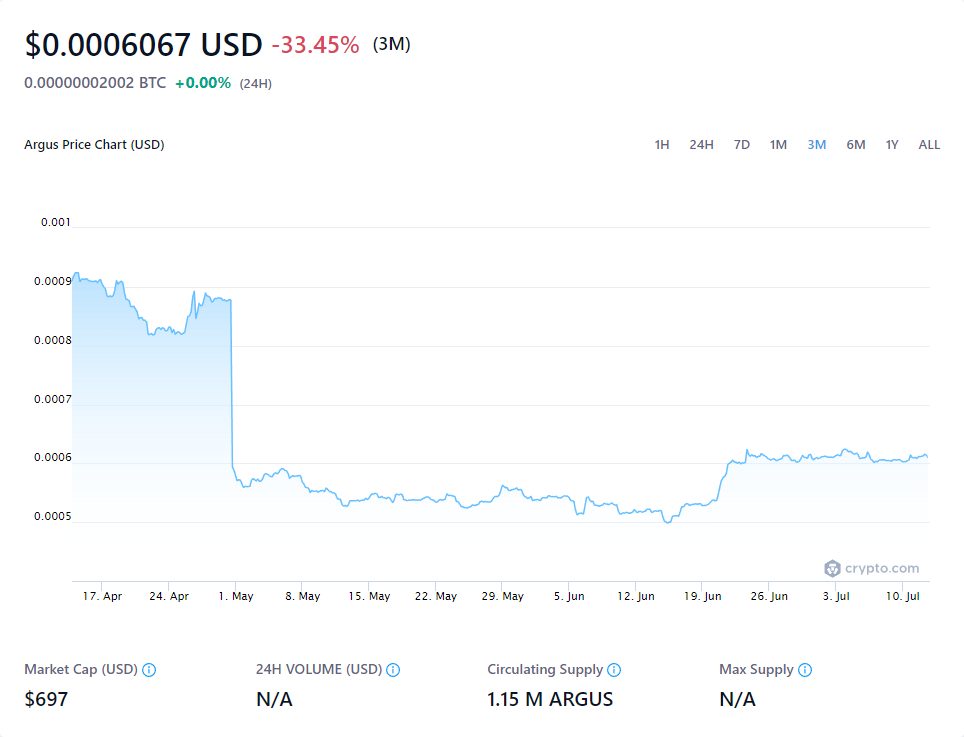 $0.0006067 USD -33.45% (3M)
0.00000002002 BTC +0.00% (24H)
Argus Price Chart (USD) 1H 24H 7D 1M 3M 6M 1Y ALL
0.001
0.0009
0.0008
0.0007
0.0006
0.0005
crypto.com
17. Apr 24. Apr 1. May 8. May 15. May 22. May 29. May 5. Jun 12. Jun 19. Jun 26. Jun 3. Jul 10. Jul
Market Cap (USD) 24H VOLUME (USD) Circulating Supply Max Supply
$697 N/A 1.15 M ARGUS N/A